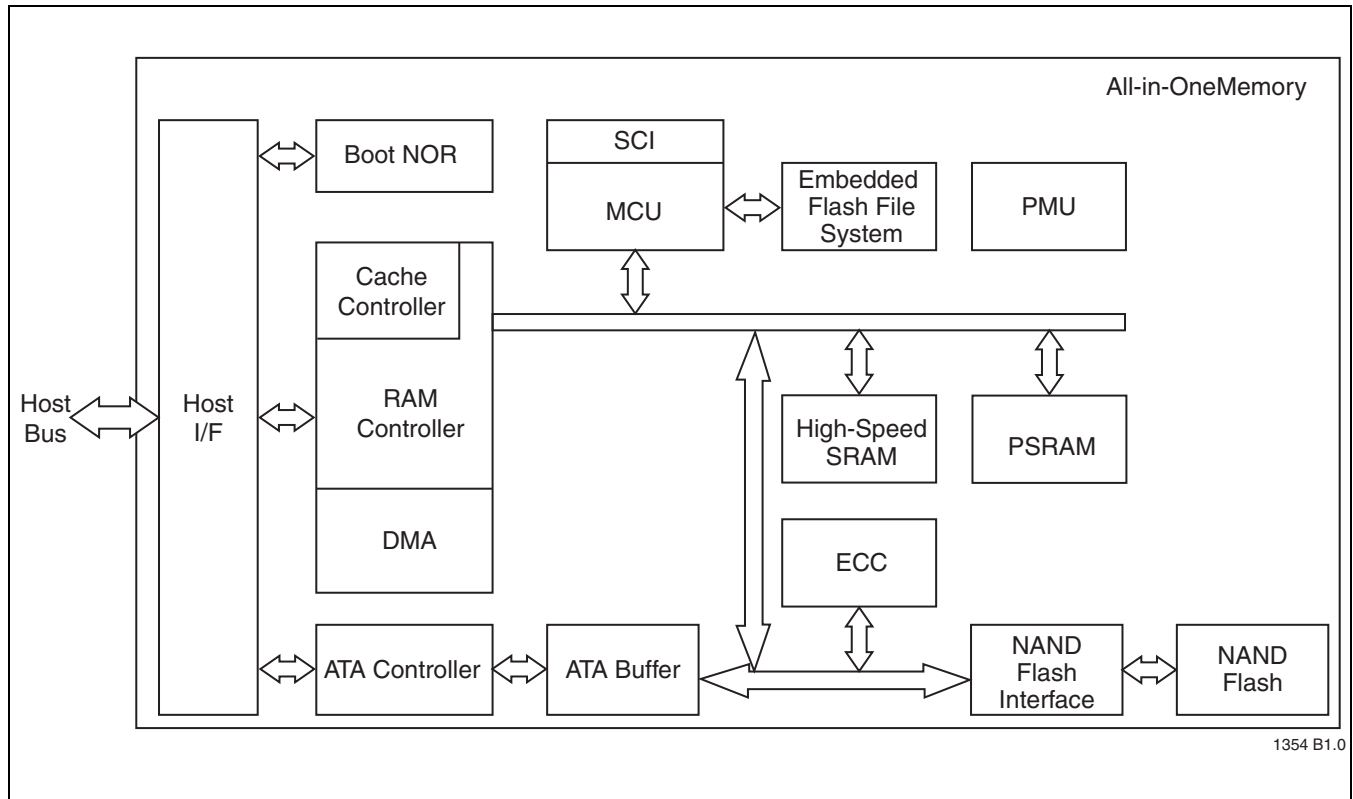 All-in-OneMemory
Host
Bus
Host
I/F
Boot NOR
Cache
Controller
RAM
Controller
DMA
ATA Controller
SCI
MCU
Embedded
Flash File
System
PMU
High-Speed
SRAM
PSRAM
ECC
ATA Buffer
NAND
Flash
Interface
NAND
Flash
1354 B1.0